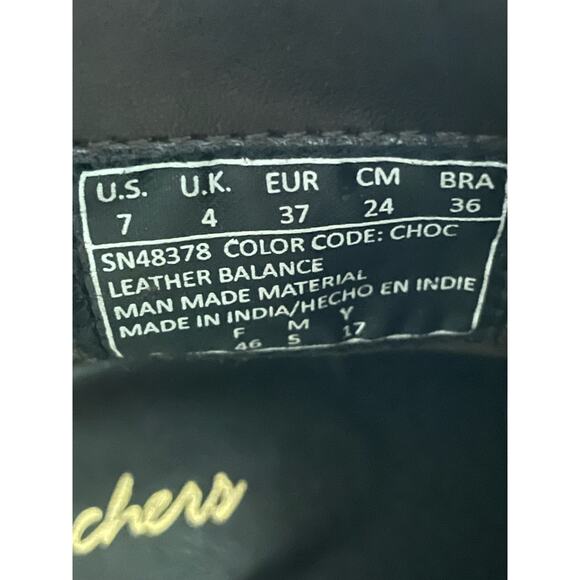 U.S. U.K. EUR CM BRA
7 4 37 24 36
SN48378 COLOR CODE: CHOC
LEATHER BALANCE
MAN MADE MATERIAL
MADE IN INDIA/HECHO EN INDIE
F M Y
46 S 17
chers